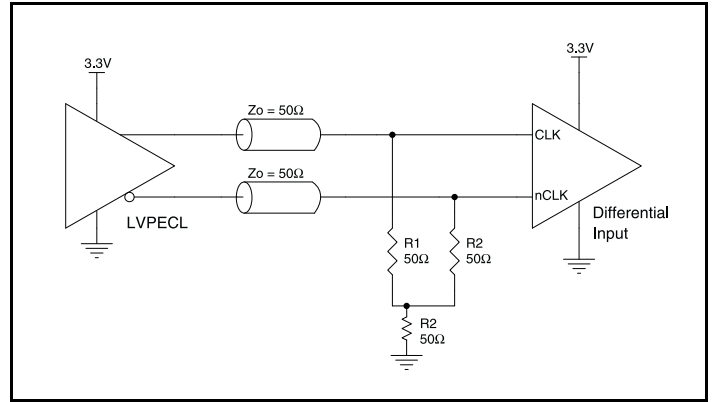 3.3V
3.3V
Zo = 50Ω
CLK
Zo = 50Ω
nCLK
LVPECL
Differential
Input
R1
50Ω
R2
50Ω
R2
50Ω